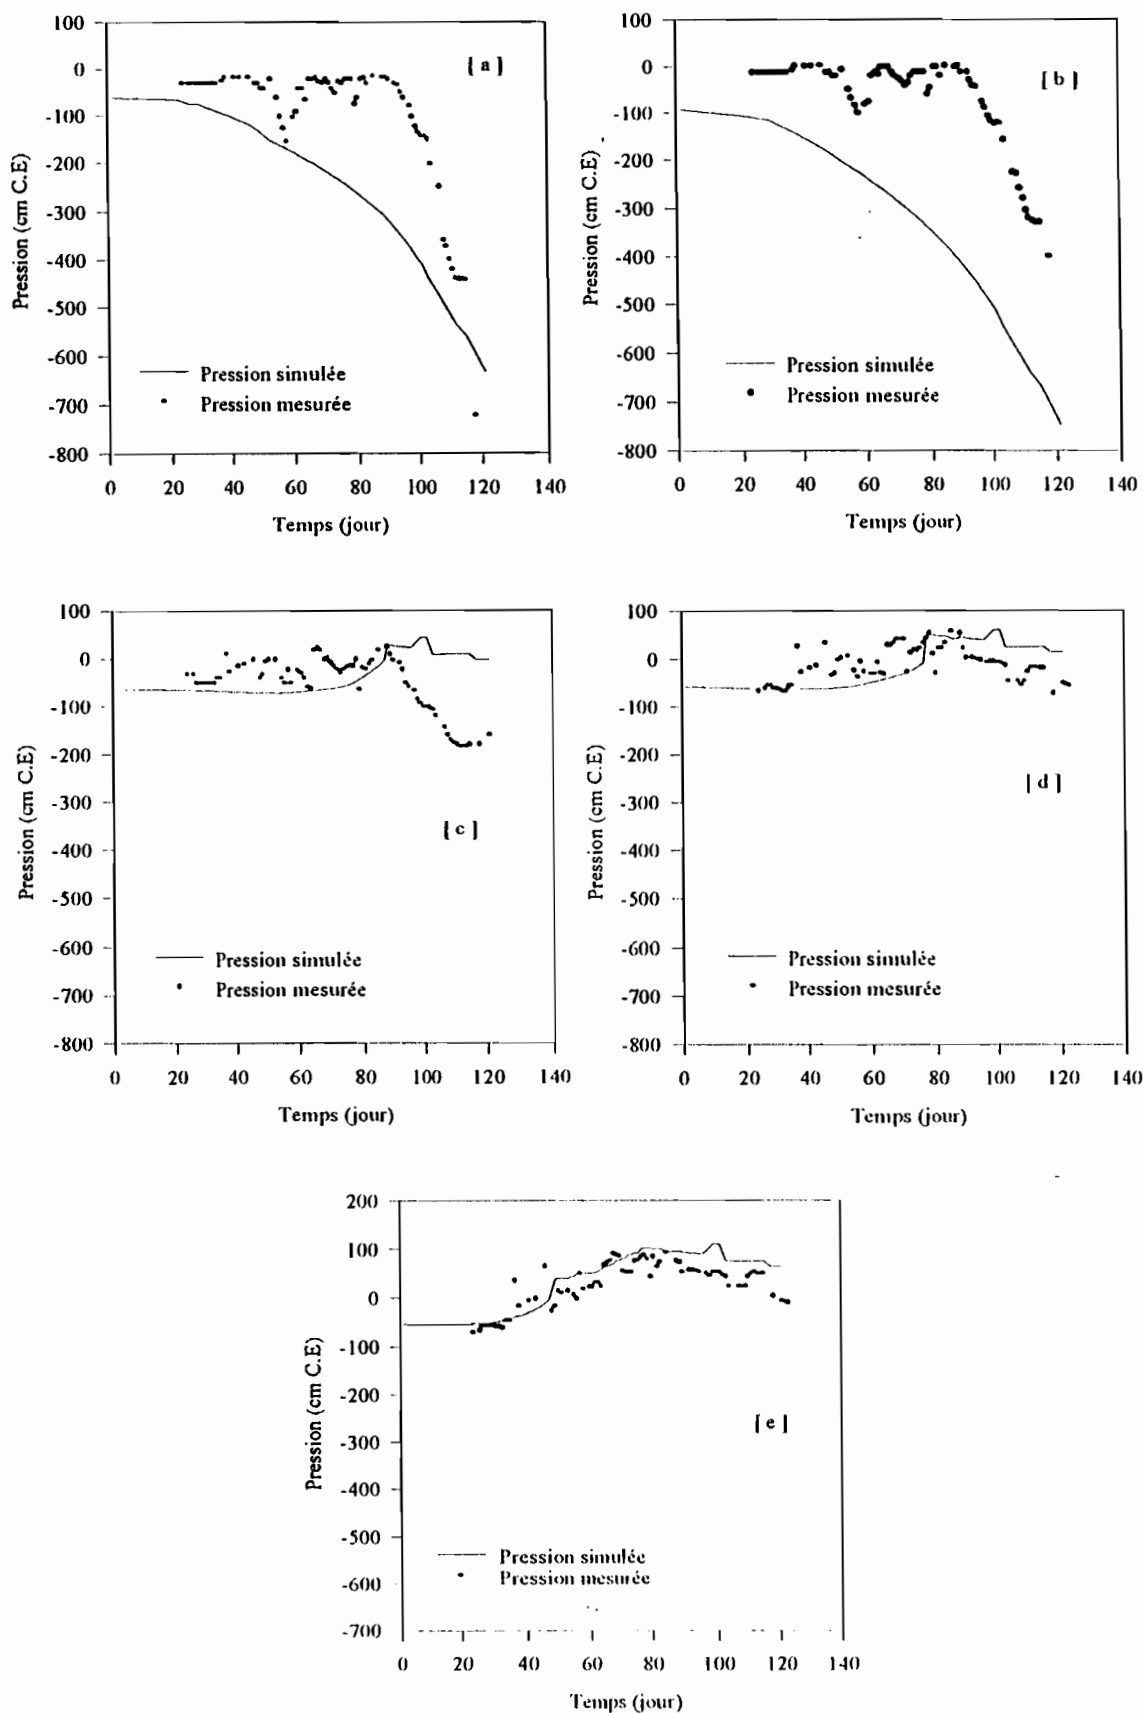 100
0
-100
-200
-300
-400
-500
-600
-700
-800
Pression (cm C.E)
[ a ]
Pression simulée
Pression mesurée
0 20 40 60 80 100 120 140
Temps (jour)
100
0
-100
-200
-300
-400
-500
-600
-700
-800
Pression (cm C.E)
[ b ]
Pression simulée
Pression mesurée
0 20 40 60 80 100 120 140
Temps (jour)
100
0
-100
-200
-300
-400
-500
-600
-700
-800
Pression (cm C.E)
[ c ]
Pression simulée
Pression mesurée
0 20 40 60 80 100 120 140
Temps (jour)
100
0
-100
-200
-300
-400
-500
-600
-700
-800
Pression (cm C.E)
[ d ]
Pression simulée
Pression mesurée
0 20 40 60 80 100 120 140
Temps (jour)
200
100
0
-100
-200
-300
-400
-500
-600
-700
Pression (cm C.E)
[ e ]
Pression simulée
Pression mesurée
0 20 40 60 80 100 120 140
Temps (jour)